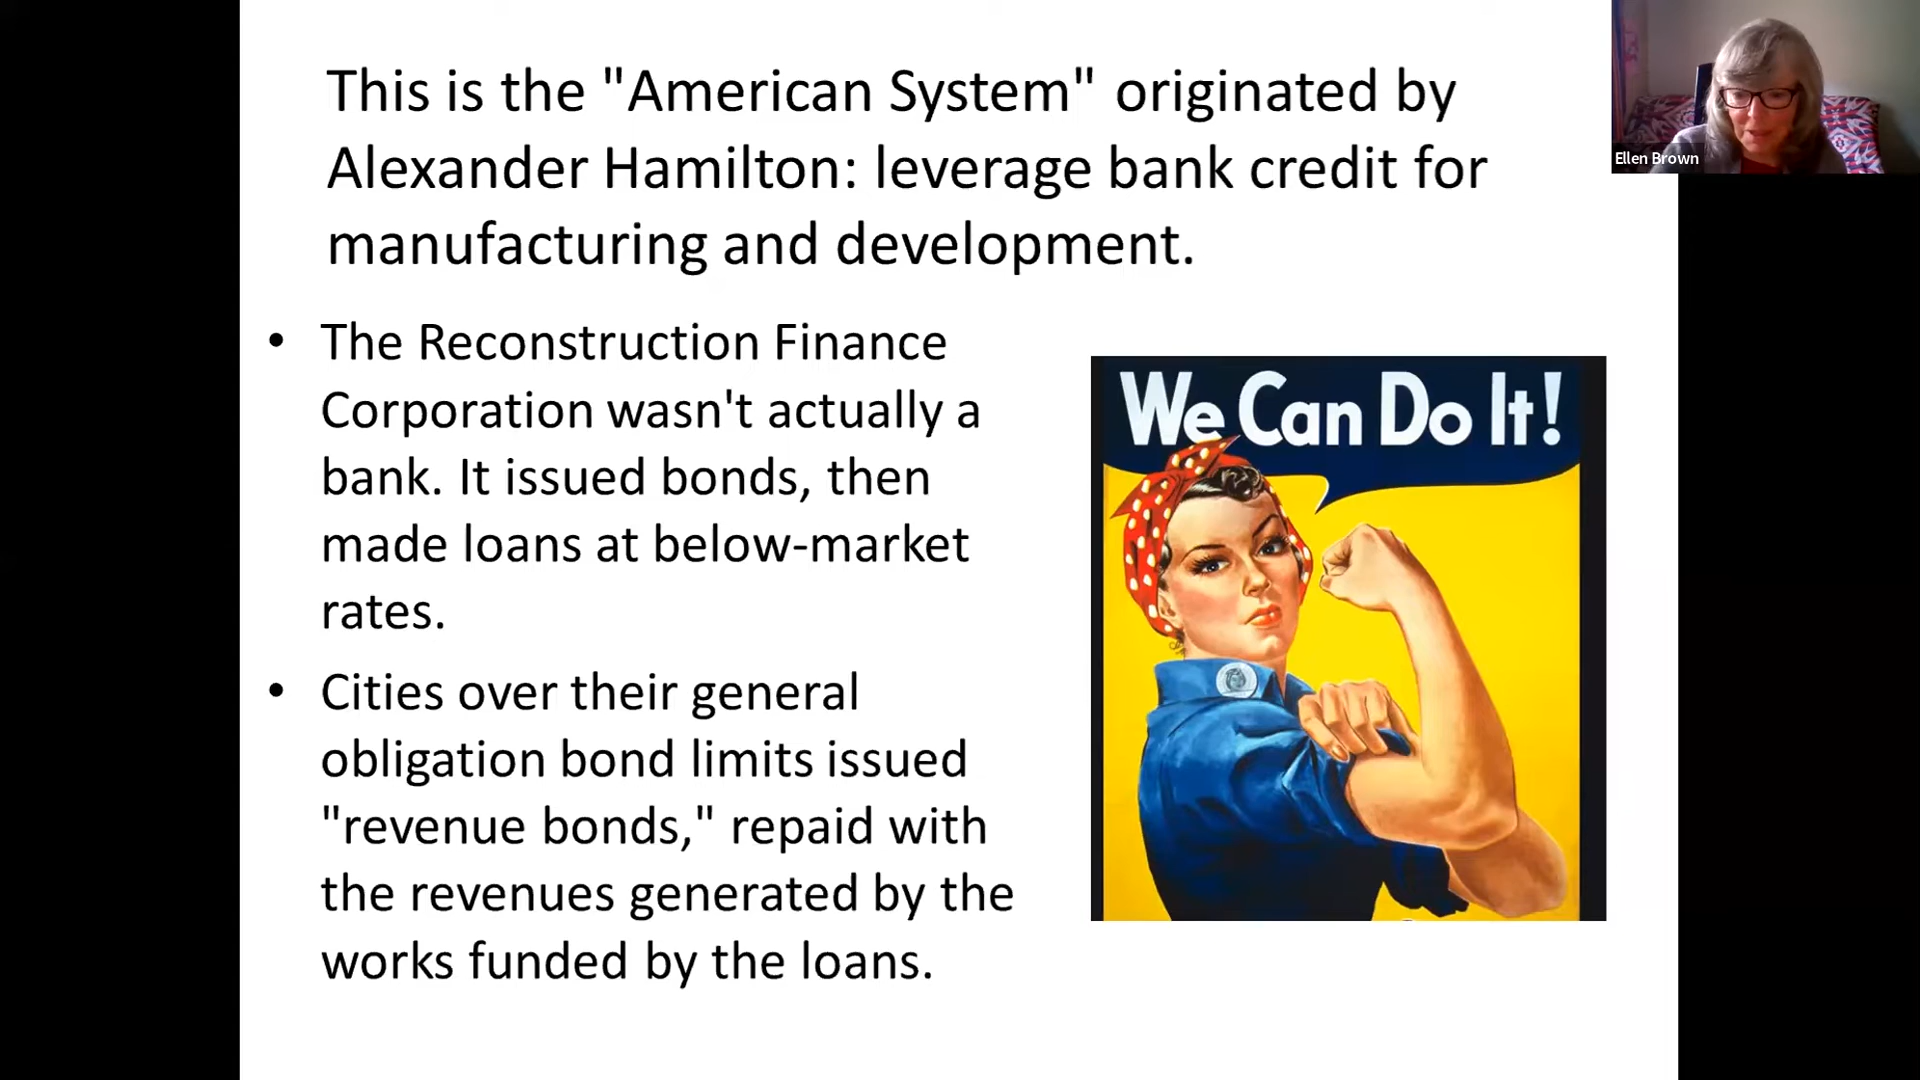 This is the "American System" originated by
Alexander Hamilton: leverage bank credit for
manufacturing and development.
• The Reconstruction Finance
Corporation wasn't actually a
bank. It issued bonds, then
made loans at below-market
rates.
• Cities over their general
obligation bond limits issued
"revenue bonds," repaid with
the revenues generated by the
works funded by the loans.
We Can Do It!
Ellen Brown